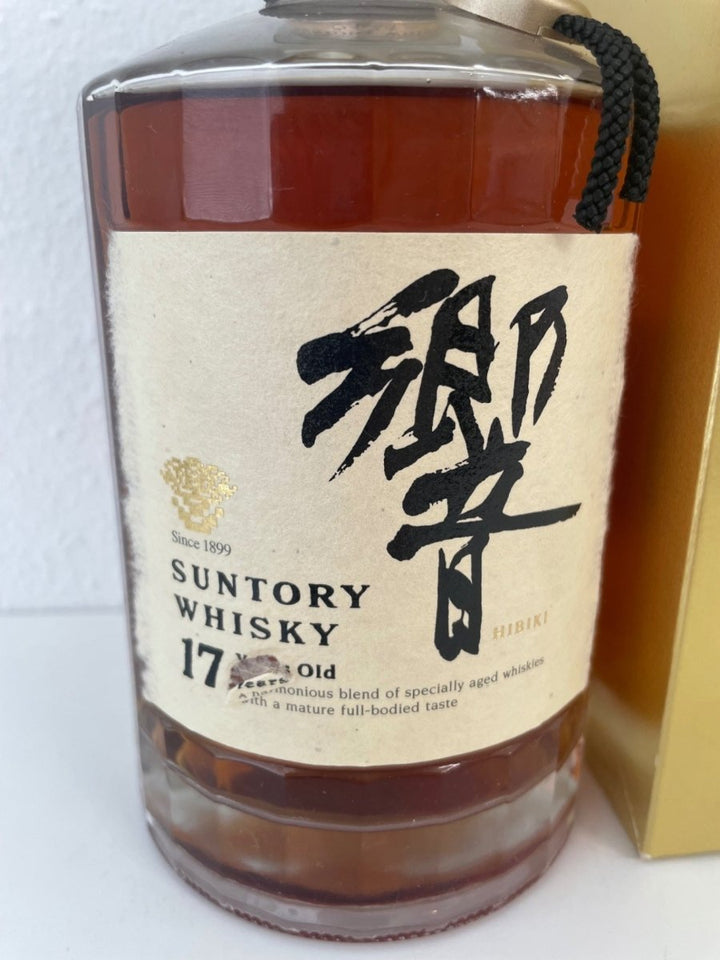 響
HIBIKI
Since 1899
SUNTORY
WHISKY
17 Years Old
A harmonious blend of specially aged whiskies
with a mature full-bodied taste